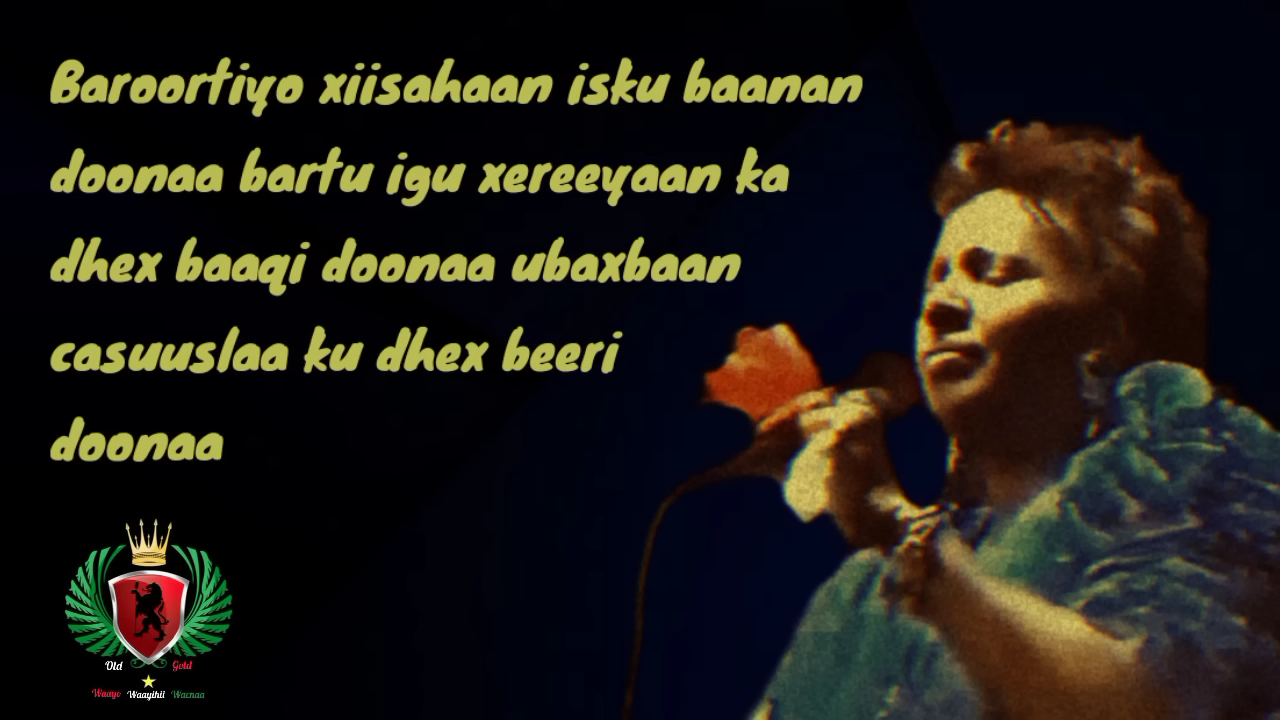 Baroortiyo xiisahaan isku baanan
doonaa bartu igu xereeyaan ka
dhex baaqi doonaa ubaxbaan
casuuslaa ku dhex beeri
doonaa
Old Gold
Waayo Waayihii Wacnaa